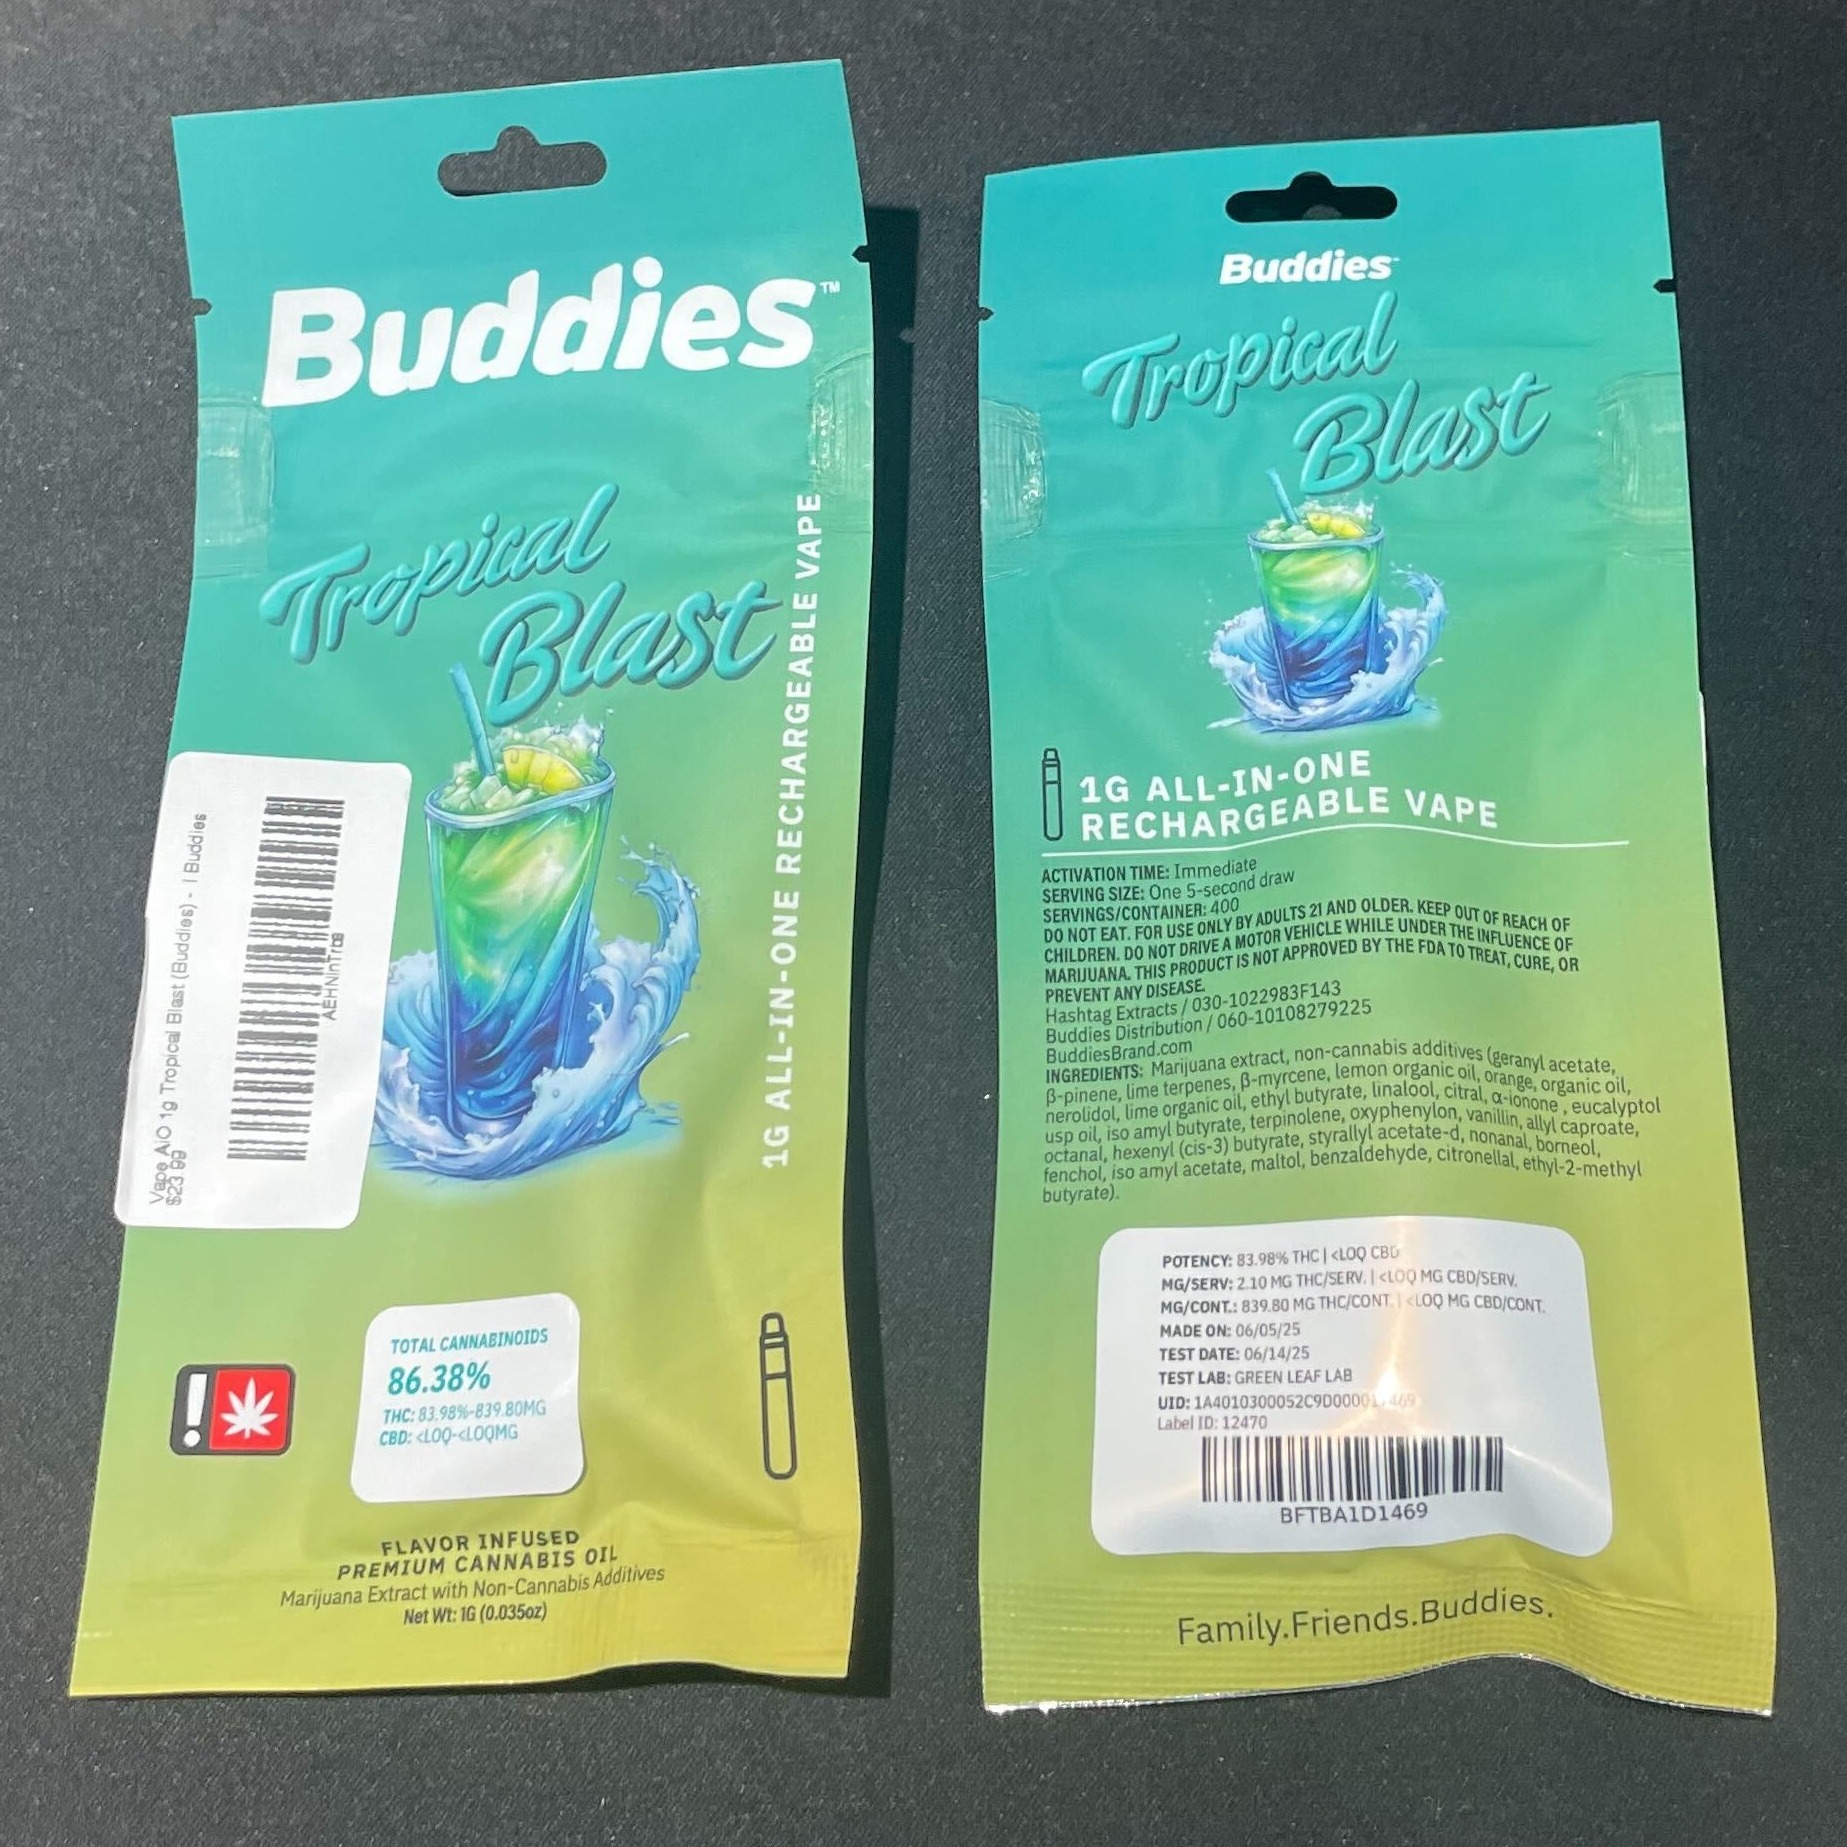 Buddies™
Tropical
Blast
1G ALL-IN-ONE RECHARGEABLE VAPE
Vape AiO 1g Tropical Blast (Buddies) - | Buddies
$23.99
TOTAL CANNABINOIDS
86.38%
THC: 83.98%-839.80MG
CBD: <LOQ-<LOQMG
FLAVOR INFUSED
PREMIUM CANNABIS OIL
Marijuana Extract with Non-Cannabis Additives
Net Wt: 1G (0.035oz)
Buddies™
Tropical
Blast
1G ALL-IN-ONE
RECHARGEABLE VAPE
ACTIVATION TIME: Immediate
SERVING SIZE: One 5-second draw
SERVINGS/CONTAINER: 400
DO NOT EAT. FOR USE ONLY BY ADULTS 21 AND OLDER. KEEP OUT OF REACH OF
CHILDREN. DO NOT DRIVE A MOTOR VEHICLE WHILE UNDER THE INFLUENCE OF
MARIJUANA. THIS PRODUCT IS NOT APPROVED BY THE FDA TO TREAT, CURE, OR
PREVENT ANY DISEASE.
Hashtag Extracts / 030-1022983F143
Buddies Distribution / 060-10108279225
BuddiesBrand.com
INGREDIENTS: Marijuana extract, non-cannabis additives (geranyl acetate,
β-pinene, lime terpenes, β-myrcene, lemon organic oil, orange, organic oil,
nerolidol, lime organic oil, ethyl butyrate, linalool, citral, α-ionone , eucalyptol
usp oil, iso amyl butyrate, terpinolene, oxyphenylon, vanillin, allyl caproate,
octanal, hexenyl (cis-3) butyrate, styrallyl acetate-d, nonanal, borneol,
fenchol, iso amyl acetate, maltol, benzaldehyde, citronellal, ethyl-2-methyl
butyrate).
POTENCY: 83.98% THC | <LOQ CBD
MG/SERV: 2.10 MG THC/SERV. | <LOQ MG CBD/SERV.
MG/CONT.: 839.80 MG THC/CONT. | <LOQ MG CBD/CONT.
MADE ON: 06/05/25
TEST DATE: 06/14/25
TEST LAB: GREEN LEAF LAB
UID:
Label ID: 12470
BFTBA1D1469
Family.Friends.Buddies.